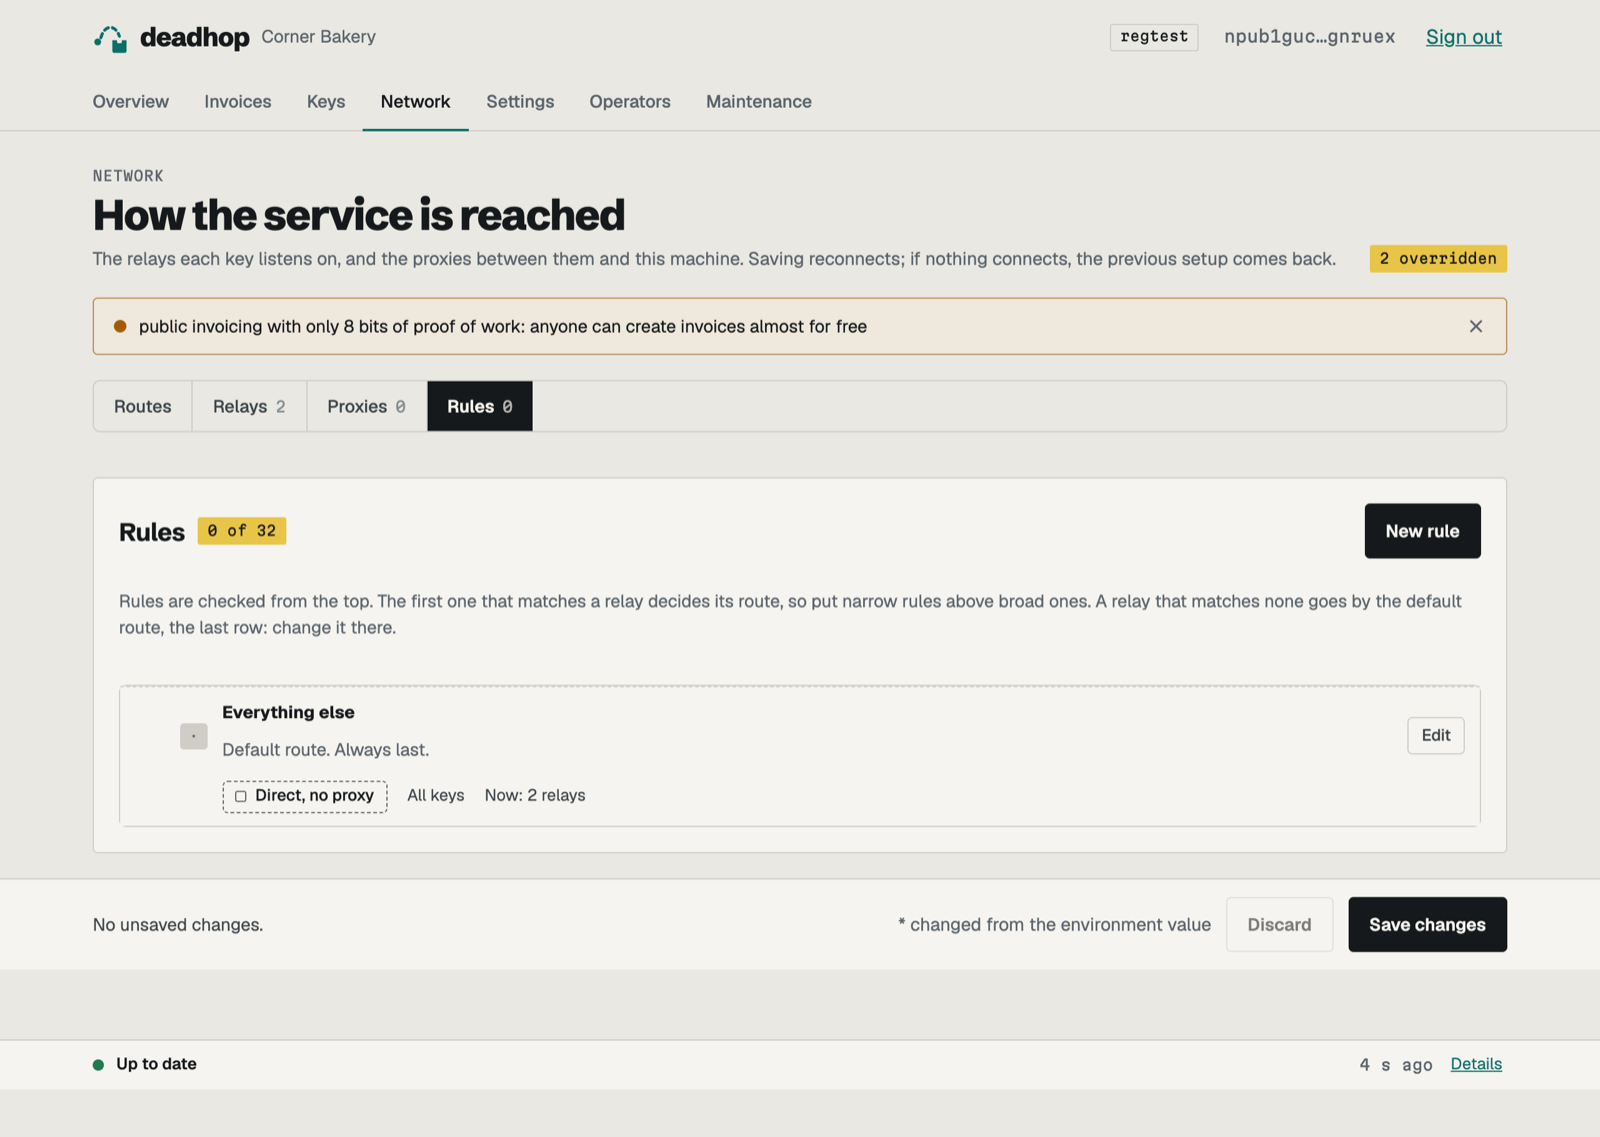 deadhop Corner Bakery
regtest npub1guc…gnruex Sign out
Overview Invoices Keys Network Settings Operators Maintenance
NETWORK
How the service is reached
The relays each key listens on, and the proxies between them and this machine. Saving reconnects; if nothing connects, the previous setup comes back.
2 overridden
public invoicing with only 8 bits of proof of work: anyone can create invoices almost for free
Routes Relays 2 Proxies 0 Rules 0
Rules 0 of 32
New rule
Rules are checked from the top. The first one that matches a relay decides its route, so put narrow rules above broad ones. A relay that matches none goes by the default
route, the last row: change it there.
Everything else
Default route. Always last.
Edit
Direct, no proxy All keys Now: 2 relays
No unsaved changes.
* changed from the environment value Discard Save changes
Up to date
4 s ago Details